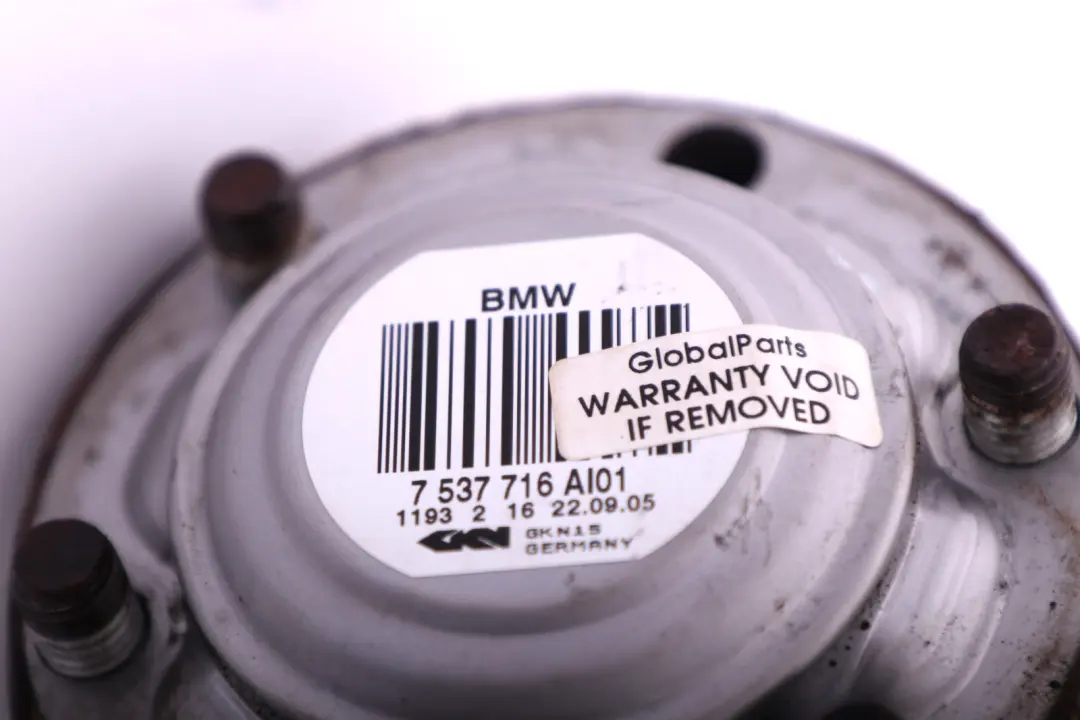 BMW
GlobalParts
WARRANTY VOID
IF REMOVED
7 537 716 AI01
1193 2 16 22.09.05
GKN GKN15
GERMANY